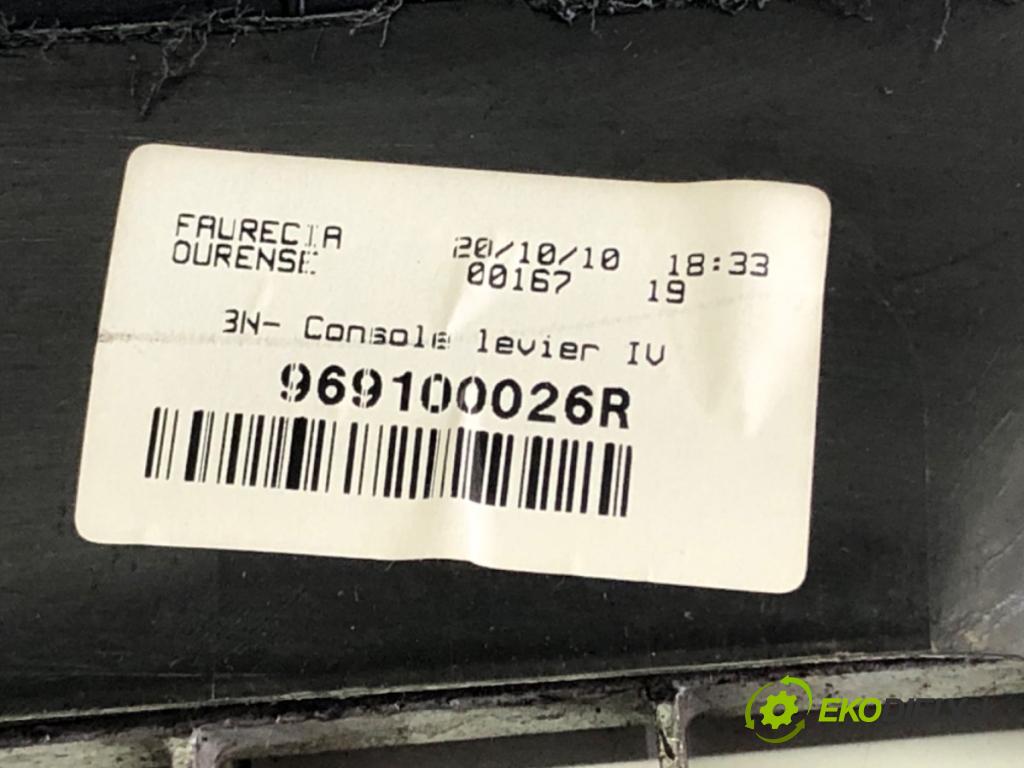 FAURECIA 20/10/10 18:33
OURENSE 00167 19
3N- Console levier IV
969100026R